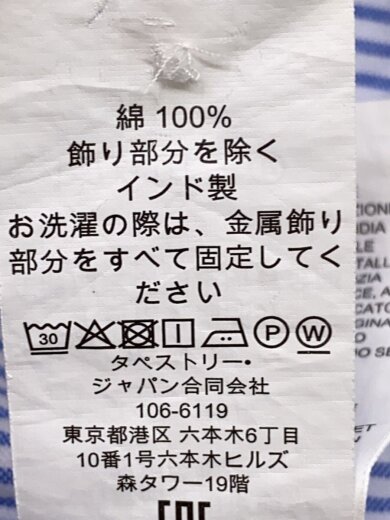 綿 100%
飾り部分を除く
インド製
お洗濯の際は、金属飾り
部分をすべて固定してく
ださい
30 P W
タペストリー・
ジャパン合同会社
106-6119
東京都港区 六本木6丁目
10番1号六本木ヒルズ
森タワー19階